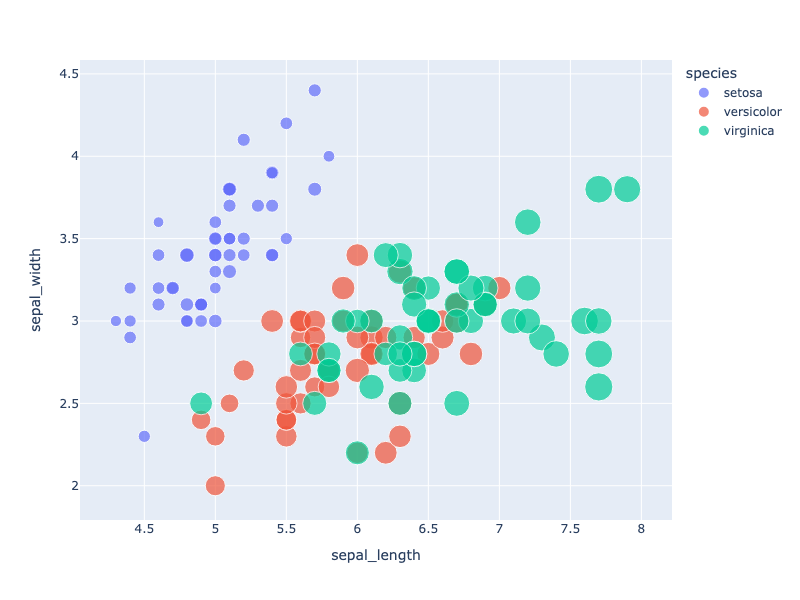 species
setosa
versicolor
virginica
4.5
4
3.5
3
2.5
2
sepal_width
4.5 5 5.5 6 6.5 7 7.5 8
sepal_length